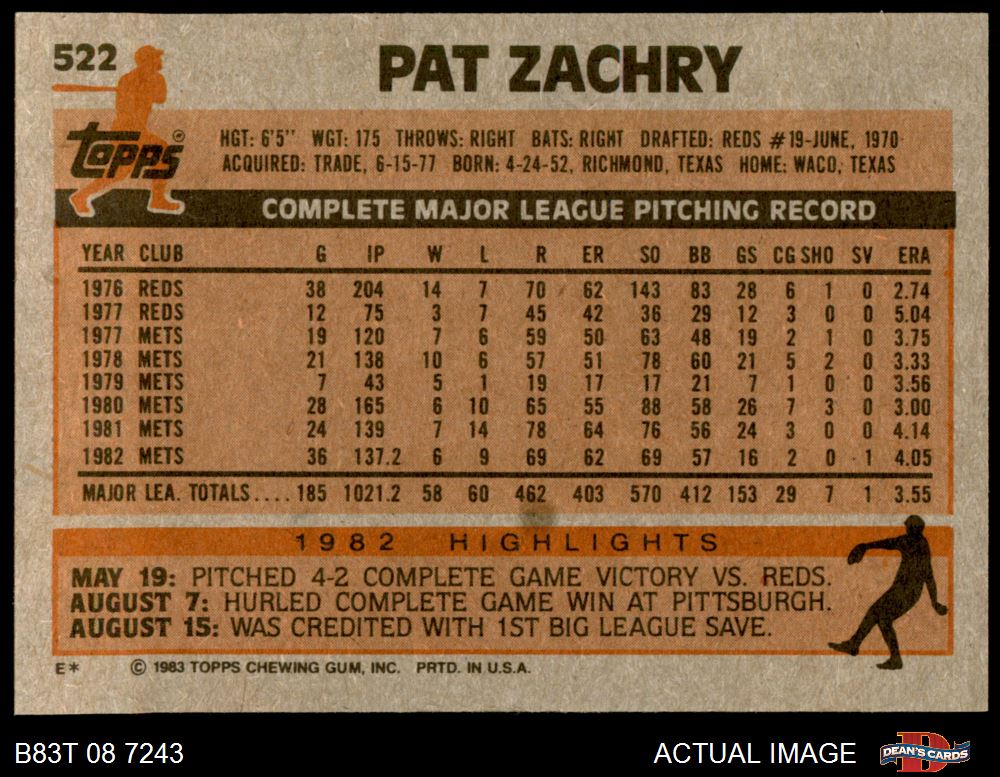 522
PAT ZACHRY
Topps
HGT: 6'5" WGT: 175 THROWS: RIGHT BATS: RIGHT DRAFTED: REDS #19-JUNE, 1970
ACQUIRED: TRADE, 6-15-77 BORN: 4-24-52, RICHMOND, TEXAS HOME: WACO, TEXAS
COMPLETE MAJOR LEAGUE PITCHING RECORD
YEAR CLUB G IP W L R ER SO BB GS CG SHO SV ERA
1976 REDS 38 204 14 7 70 62 143 83 28 6 1 0 2.74
1977 REDS 12 75 3 7 45 42 36 29 12 3 0 0 5.04
1977 METS 19 120 7 6 59 50 63 48 19 2 1 0 3.75
1978 METS 21 138 10 6 57 51 78 60 21 5 2 0 3.33
1979 METS 7 43 5 1 19 17 17 21 7 1 0 0 3.56
1980 METS 28 165 6 10 65 55 88 58 26 7 3 0 3.00
1981 METS 24 139 7 14 78 64 76 56 24 3 0 0 4.14
1982 METS 36 137.2 6 9 69 62 69 57 16 2 0 1 4.05
MAJOR LEA. TOTALS.... 185 1021.2 58 60 462 403 570 412 153 29 7 1 3.55
1982 HIGHLIGHTS
MAY 19: PITCHED 4-2 COMPLETE GAME VICTORY VS. REDS.
AUGUST 7: HURLED COMPLETE GAME WIN AT PITTSBURGH.
AUGUST 15: WAS CREDITED WITH 1ST BIG LEAGUE SAVE.
E* © 1983 TOPPS CHEWING GUM, INC. PRTD. IN U.S.A.
B83T 08 7243 ACTUAL IMAGE D DEAN'S CARDS